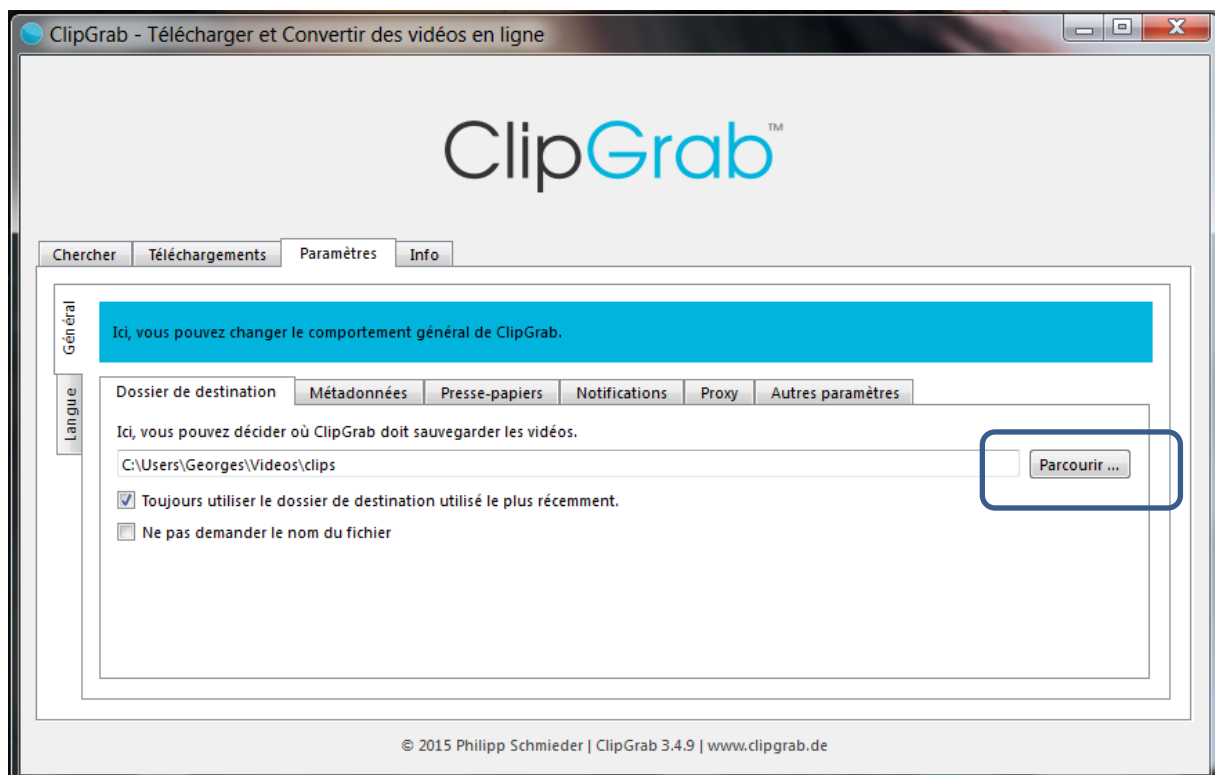 ClipGrab - Télécharger et Convertir des vidéos en ligne
ClipGrab™
Chercher Téléchargements Paramètres Info
Général
Ici, vous pouvez changer le comportement général de ClipGrab.
Langue
Dossier de destination Métadonnées Presse-papiers Notifications Proxy Autres paramètres
Ici, vous pouvez décider où ClipGrab doit sauvegarder les vidéos.
C:\Users\Georges\Videos\clips Parcourir ...
Toujours utiliser le dossier de destination utilisé le plus récemment.
Ne pas demander le nom du fichier
© 2015 Philipp Schmieder | ClipGrab 3.4.9 | www.clipgrab.de